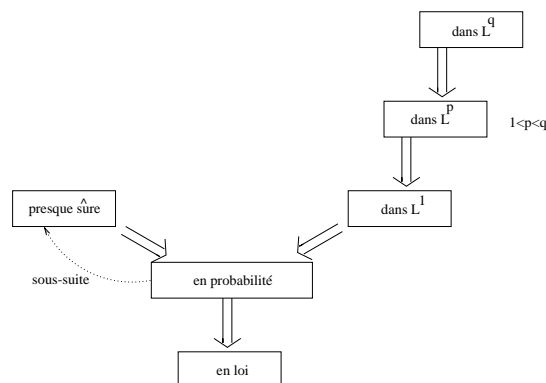 dans L^q
dans L^p
1<p<q
dans L^1
presque sûre
sous-suite
en probabilité
en loi